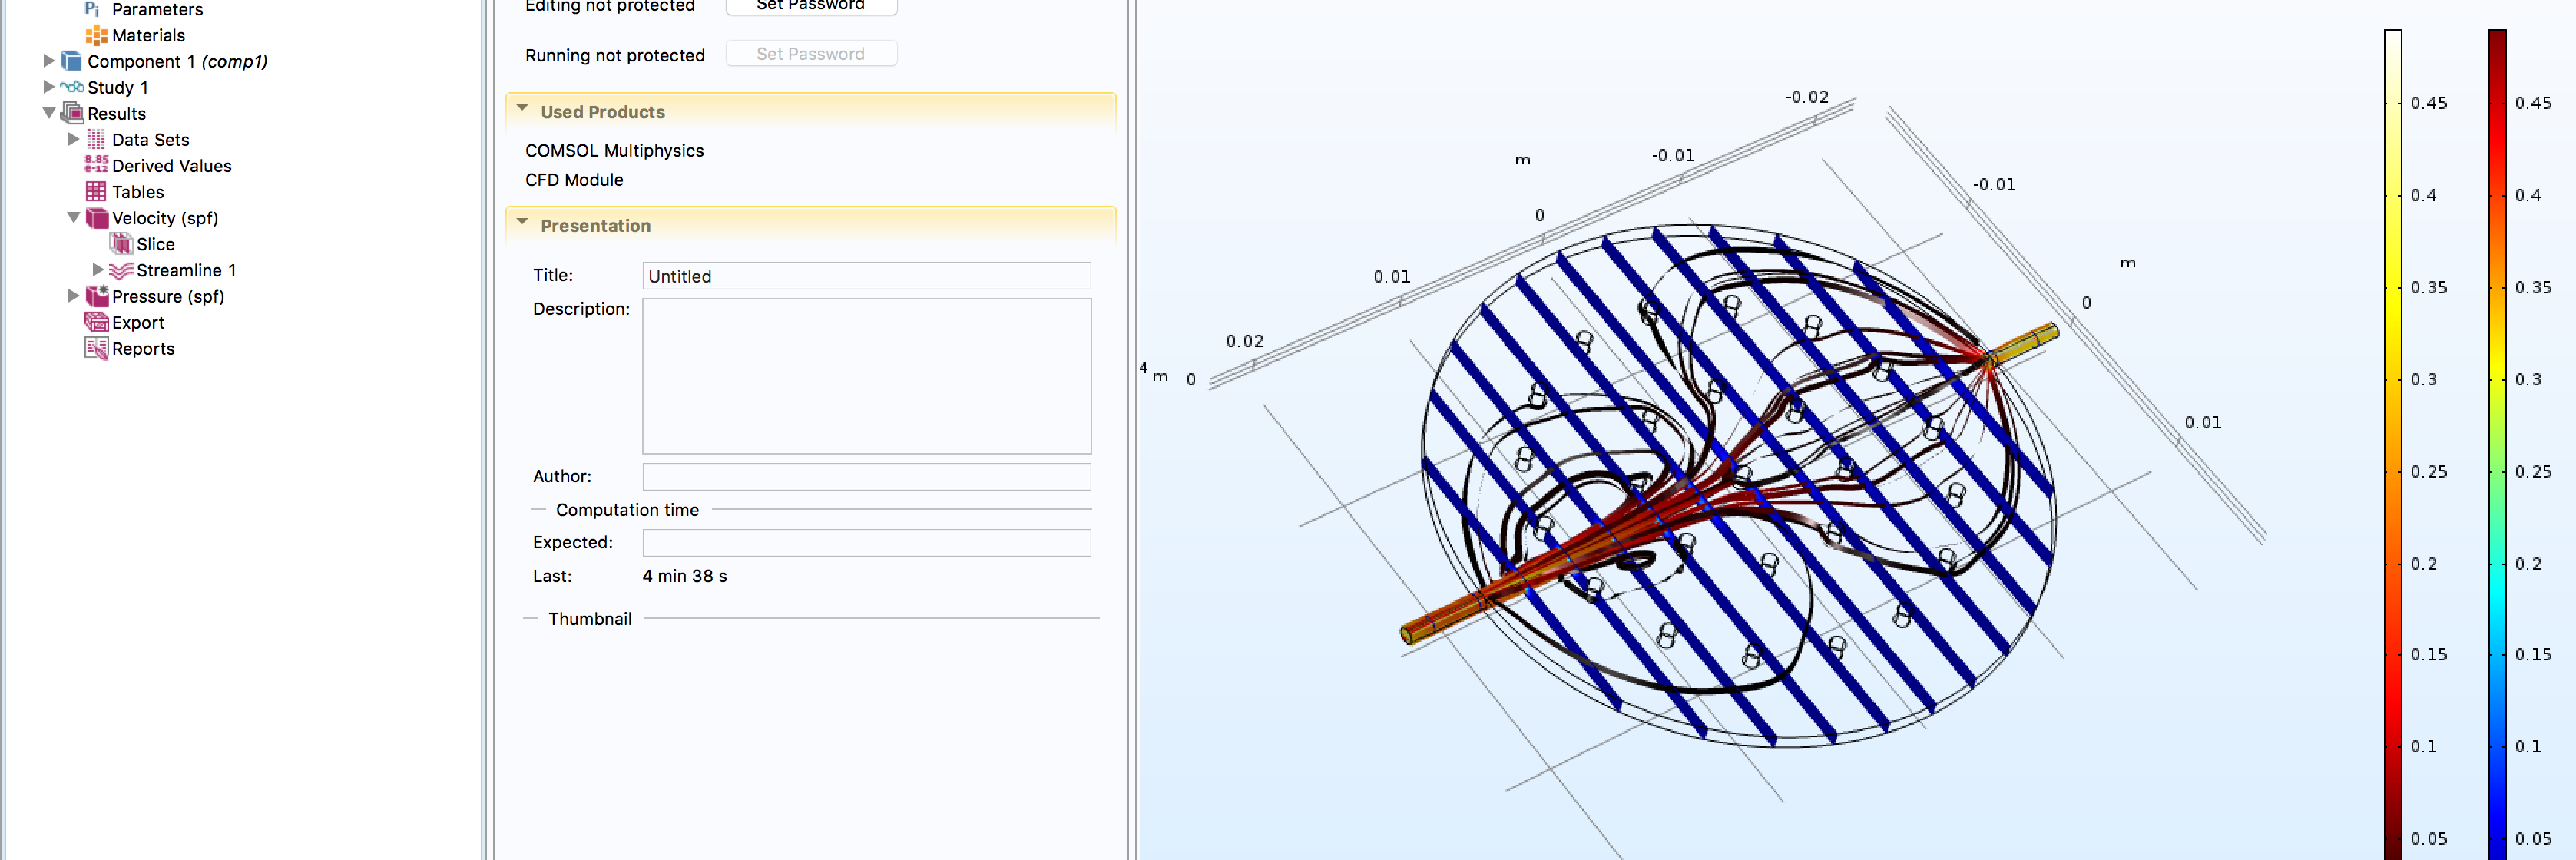 Pi Parameters
Materials
Component 1 (comp1)
Study 1
Results
Data Sets
8.85
e-12 Derived Values
Tables
Velocity (spf)
Slice
Streamline 1
Pressure (spf)
Export
Reports
Editing not protected Set Password
Running not protected Set Password
Used Products
COMSOL Multiphysics
CFD Module
Presentation
Title: Untitled
Description:
Author:
Computation time
Expected:
Last: 4 min 38 s
Thumbnail
-0.02
-0.01
m
0
0.01
0.02
4 m 0
-0.01
m
0
0.01
0.45
0.4
0.35
0.3
0.25
0.2
0.15
0.1
0.05
0.45
0.4
0.35
0.3
0.25
0.2
0.15
0.1
0.05